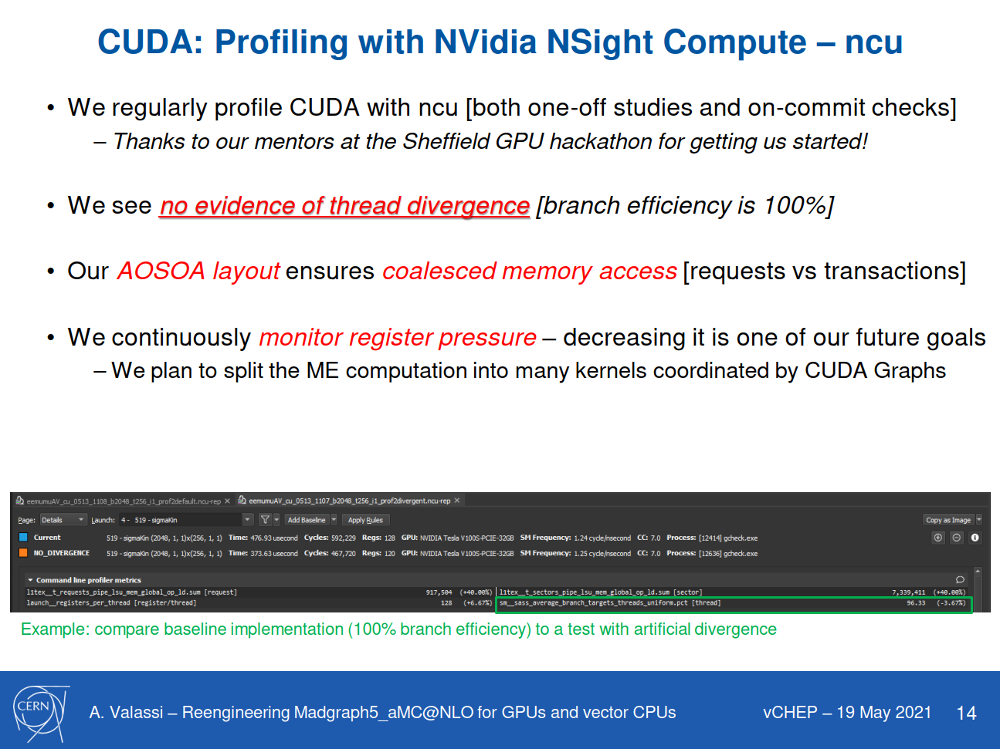 CUDA: Profiling with NVidia NSight Compute – ncu
• We regularly profile CUDA with ncu [both one-off studies and on-commit checks]
– Thanks to our mentors at the Sheffield GPU hackathon for getting us started!
• We see no evidence of thread divergence [branch efficiency is 100%]
• Our AOSOA layout ensures coalesced memory access [requests vs transactions]
• We continuously monitor register pressure – decreasing it is one of our future goals
– We plan to split the ME computation into many kernels coordinated by CUDA Graphs
eemumuAV_cu_0513_1108_b2048_t256_i1_prof2default.ncu-rep × eemumuAV_cu_0513_1107_b2048_t256_i1_prof2divergent.ncu-rep ×
Page: Details Launch: 4 - 519 - sigmaKin Add Baseline Apply Rules Copy as Image
Current 519 - sigmaKin (2048, 1, 1)x(256, 1, 1) Time: 476.93 usecond Cycles: 592,229 Regs: 128 GPU: NVIDIA Tesla V100S-PCIE-32GB SM Frequency: 1.24 cycle/nsecond CC: 7.0 Process: [12414] gcheck.exe
NO_DIVERGENCE 519 - sigmaKin (2048, 1, 1)x(256, 1, 1) Time: 373.63 usecond Cycles: 467,720 Regs: 120 GPU: NVIDIA Tesla V100S-PCIE-32GB SM Frequency: 1.25 cycle/nsecond CC: 7.0 Process: [12636] gcheck.exe
Command line profiler metrics
l1tex__t_requests_pipe_lsu_mem_global_op_ld.sum [request] 917,504 (+40.00%) l1tex__t_sectors_pipe_lsu_mem_global_op_ld.sum [sector] 7,339,411 (+40.00%)
launch__registers_per_thread [register/thread] 128 (+6.67%) sm__sass_average_branch_targets_threads_uniform.pct [thread] 96.33 (-3.67%)
Example: compare baseline implementation (100% branch efficiency) to a test with artificial divergence
CERN
A. Valassi – Reengineering Madgraph5_aMC@NLO for GPUs and vector CPUs vCHEP – 19 May 2021 14